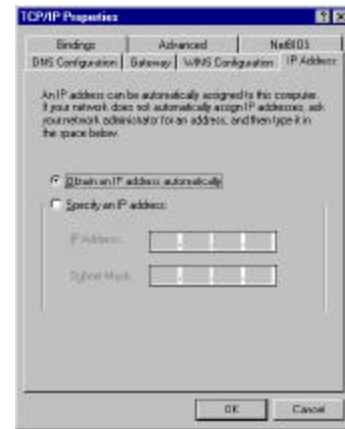 TCP/IP Properties
Bindings Advanced NetBIOS
DNS Configuration Gateway WINS Configuration IP Address
An IP address can be automatically assigned to this computer.
If your network does not automatically assign IP addresses, ask
your network administrator for an address, and then type it in
the space below.
Obtain an IP address automatically
Specify an IP address:
IP Address:
Subnet Mask:
OK Cancel